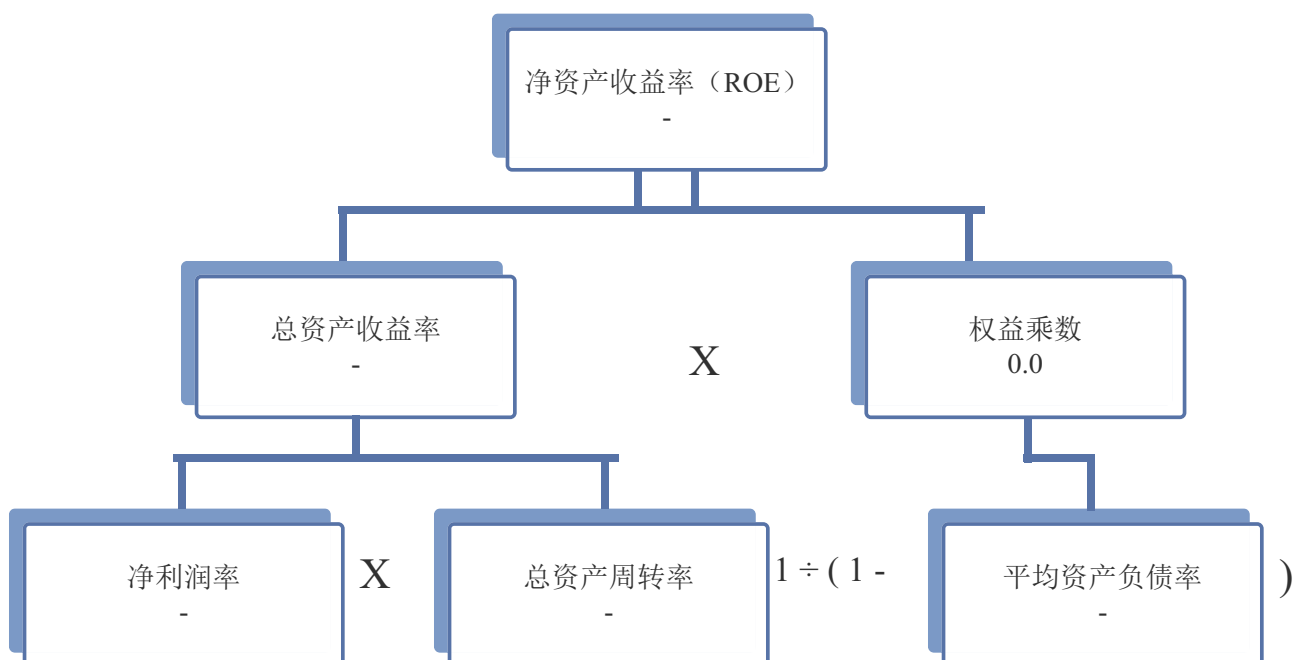 净资产收益率（ROE）
-
总资产收益率
-
X
权益乘数
0.0
净利润率
-
X
总资产周转率
-
1 ÷ ( 1 -
平均资产负债率
-
)